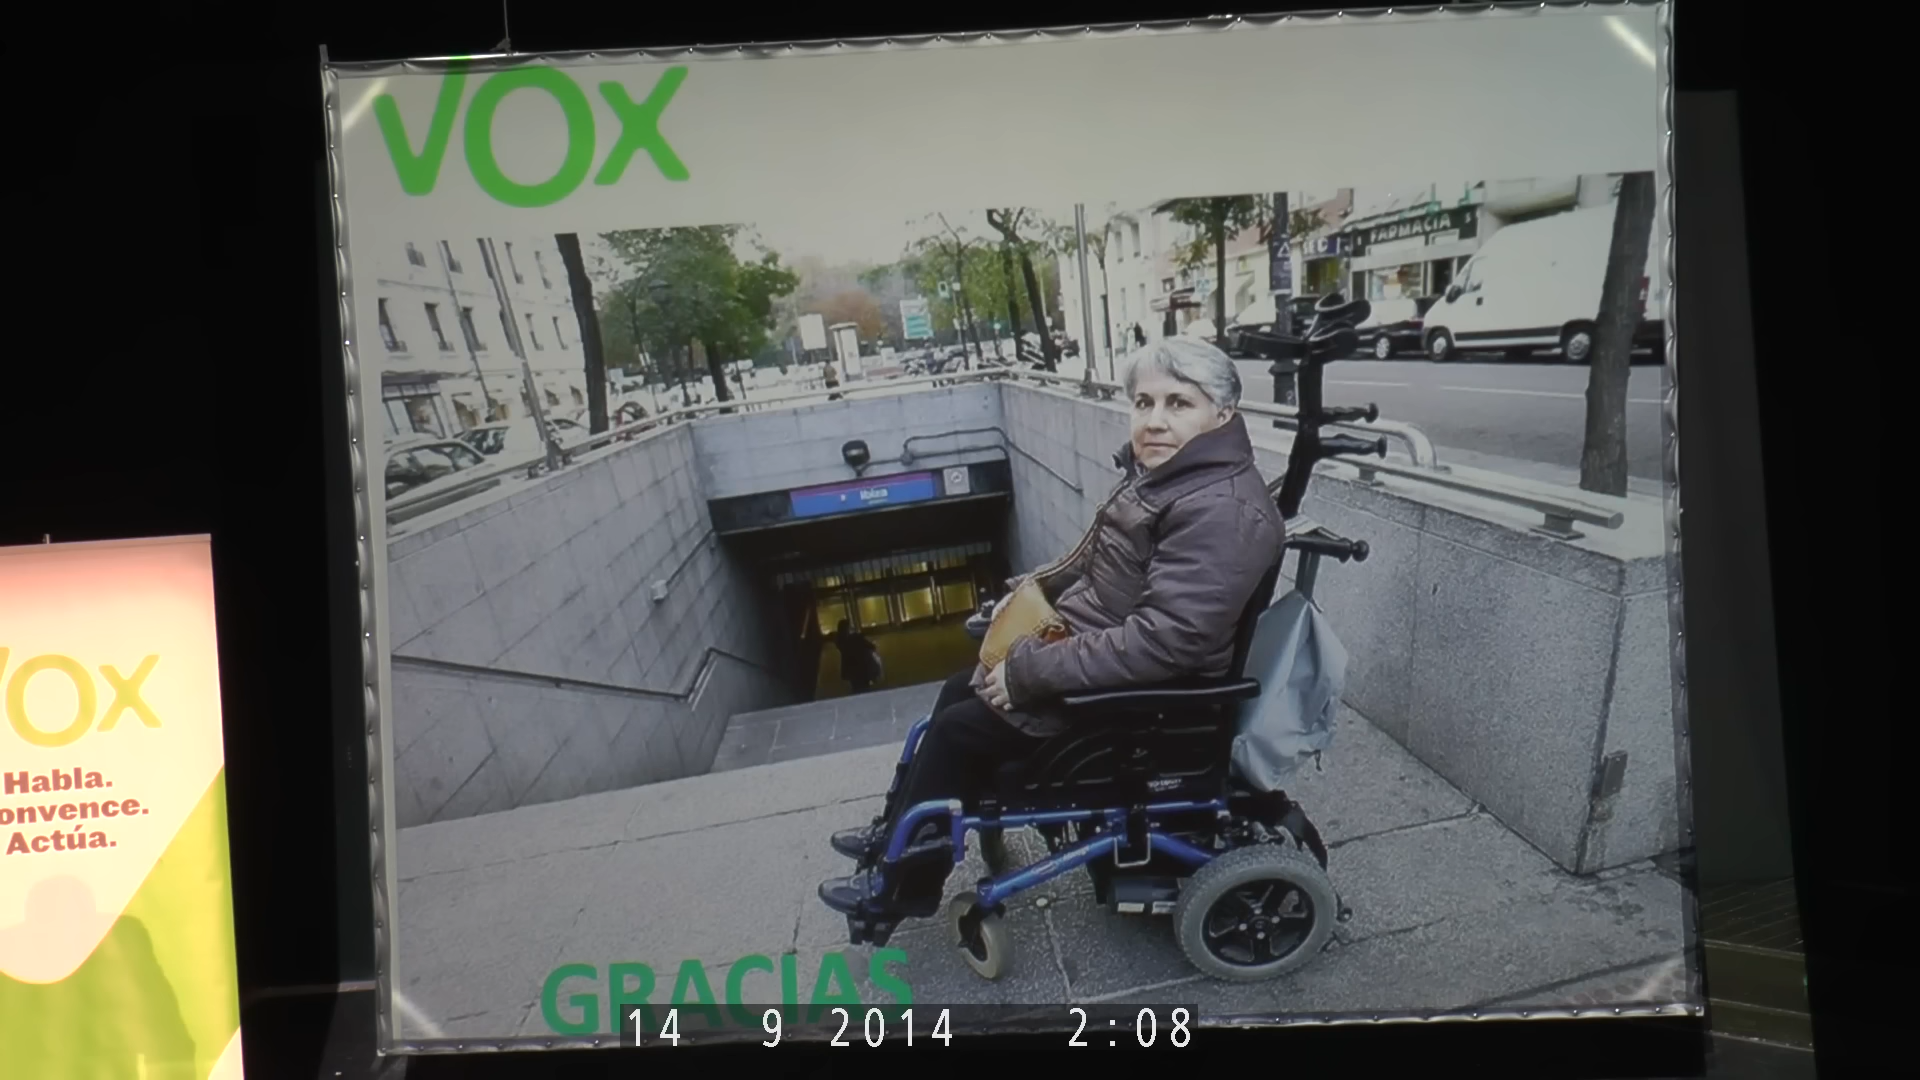 VOX
FARMACIA
VOX
Habla.
onvence.
Actúa.
GRACIAS
14 9 2014 2:08